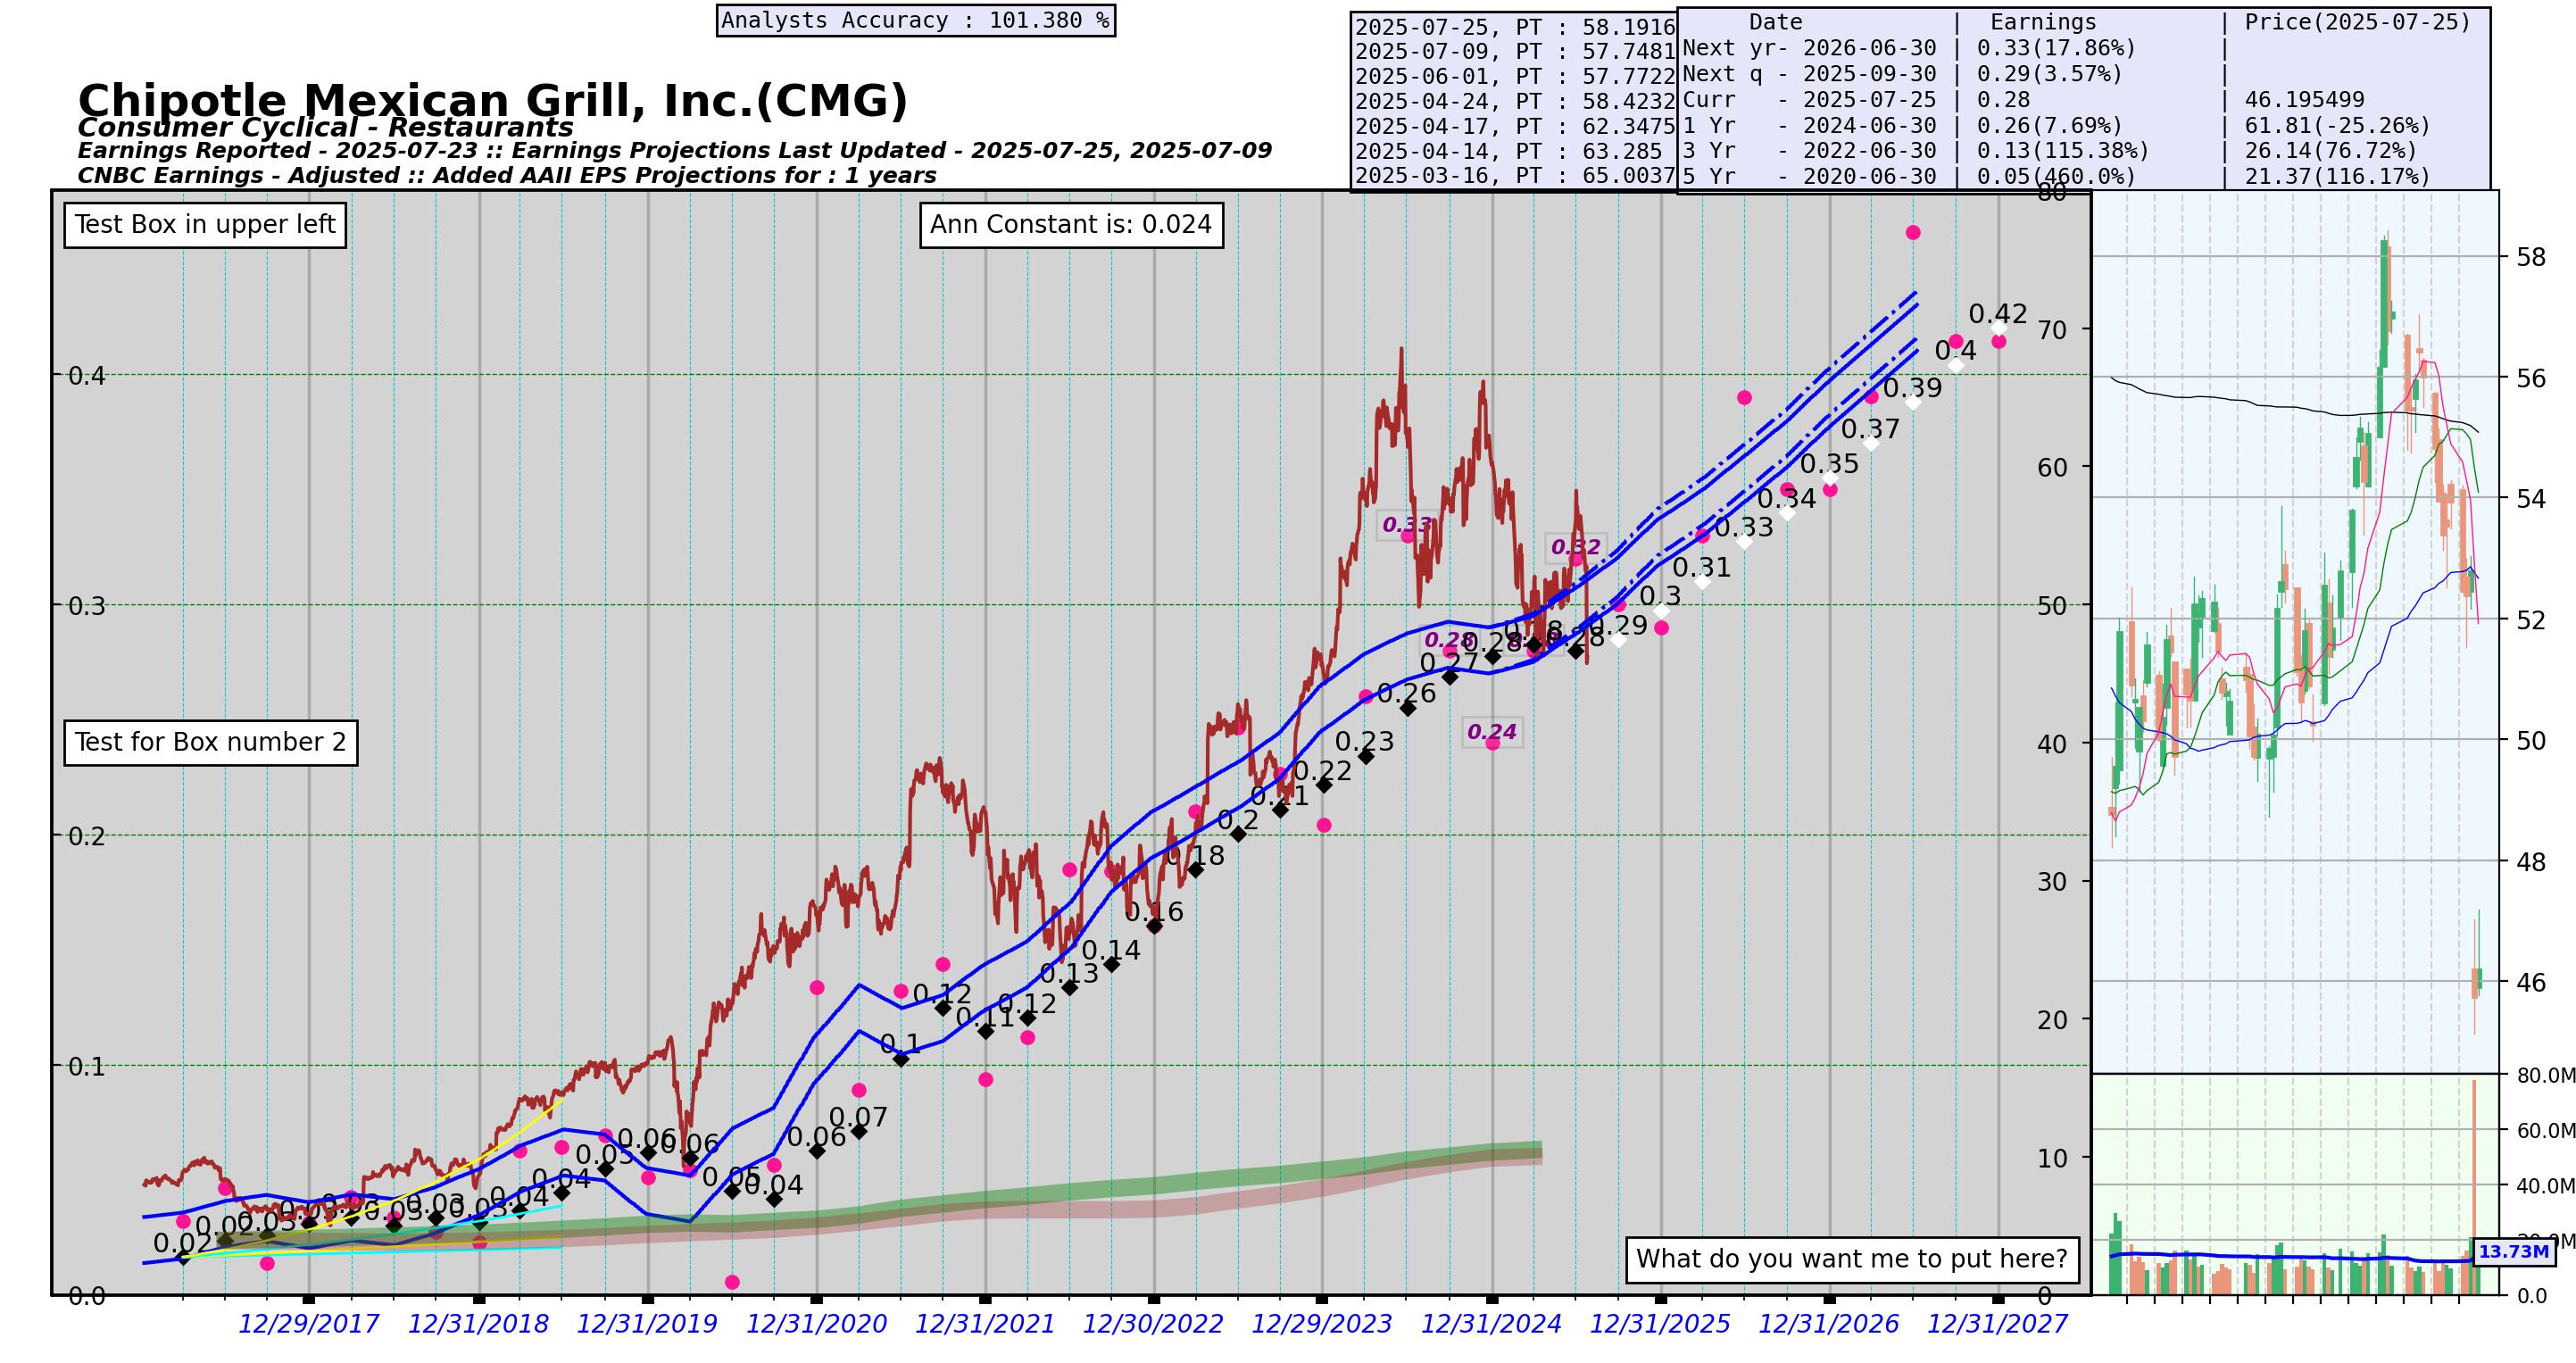 Analysts Accuracy : 101.380 %
2025-07-25, PT : 58.1916
2025-07-09, PT : 57.7481
2025-06-01, PT : 57.7722
2025-04-24, PT : 58.4232
2025-04-17, PT : 62.3475
2025-04-14, PT : 63.285
2025-03-16, PT : 65.0037
Date | Earnings | Price(2025-07-25)
Next yr- 2026-06-30 | 0.33(17.86%) |
Next q - 2025-09-30 | 0.29(3.57%) |
Curr - 2025-07-25 | 0.28 | 46.195499
1 Yr - 2024-06-30 | 0.26(7.69%) | 61.81(-25.26%)
3 Yr - 2022-06-30 | 0.13(115.38%) | 26.14(76.72%)
5 Yr - 2020-06-30 | 0.05(460.0%) | 21.37(116.17%)
Chipotle Mexican Grill, Inc.(CMG)
Consumer Cyclical - Restaurants
Earnings Reported - 2025-07-23 :: Earnings Projections Last Updated - 2025-07-25, 2025-07-09
CNBC Earnings - Adjusted :: Added AAII EPS Projections for : 1 years
Test Box in upper left
Ann Constant is: 0.024
Test for Box number 2
What do you want me to put here?
0.4
0.3
0.2
0.1
0.0
80
70
60
50
40
30
20
10
0
58
56
54
52
50
48
46
80.0M
60.0M
40.0M
0.0
13.73M
0.02
0.04
0.04
0.06
0.06
0.05
0.04
0.06
0.07
0.1
0.12
0.11
0.12
0.13
0.14
0.16
0.18
0.2
0.21
0.22
0.23
0.26
0.27
0.28
0.28
0.29
0.3
0.31
0.33
0.34
0.35
0.37
0.39
0.4
0.42
0.33
0.28
0.24
0.32
12/29/2017
12/31/2018
12/31/2019
12/31/2020
12/31/2021
12/30/2022
12/29/2023
12/31/2024
12/31/2025
12/31/2026
12/31/2027